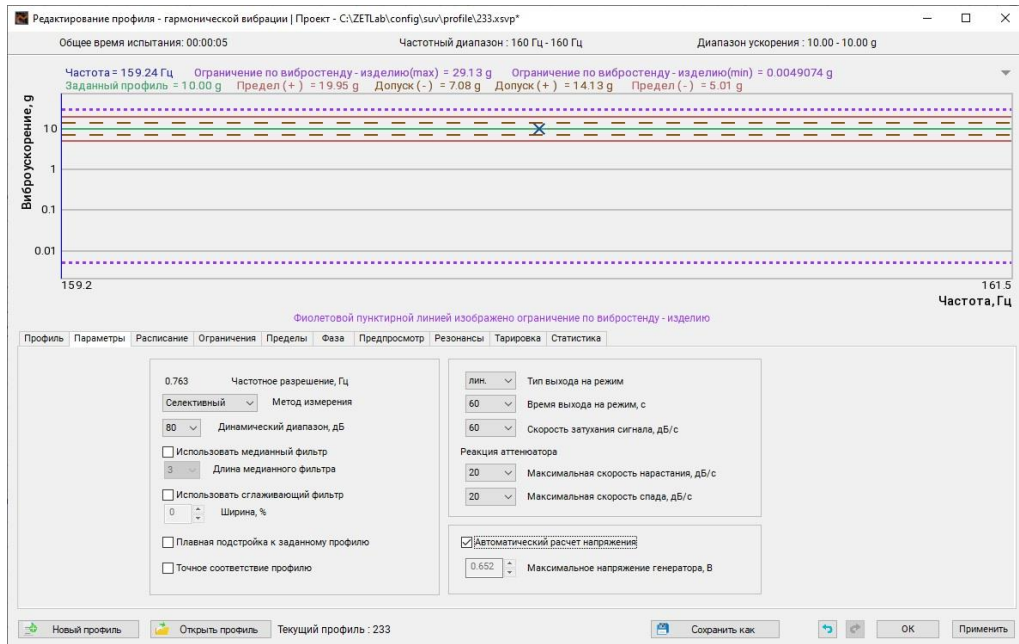 Редактирование профиля - гармонической вибрации | Проект - C:\ZETLab\config\suv\profile\233.xsvp*
Общее время испытания: 00:00:05 Частотный диапазон : 160 Гц - 160 Гц Диапазон ускорения : 10.00 - 10.00 g
Частота = 159.24 Гц Ограничение по вибростенду - изделию(max) = 29.13 g Ограничение по вибростенду - изделию(min) = 0.0049074 g
Заданный профиль = 10.00 g Предел ( + ) = 19.95 g Допуск ( - ) = 7.08 g Допуск ( + ) = 14.13 g Предел ( - ) = 5.01 g
Виброускорение, g
10
1
0.1
0.01
159.2 161.5
Частота, Гц
Фиолетовой пунктирной линией изображено ограничение по вибростенду - изделию
Профиль Параметры Расписание Ограничения Пределы Фаза Предпросмотр Резонансы Тарировка Статистика
0.763 Частотное разрешение, Гц
Селективный Метод измерения
80 Динамический диапазон, дБ
Использовать медианный фильтр
3 Длина медианного фильтра
Использовать сглаживающий фильтр
0 Ширина, %
Плавная подстройка к заданному профилю
Точное соответствие профилю
лин. Тип выхода на режим
60 Время выхода на режим, с
60 Скорость затухания сигнала, дБ/с
Реакция аттенюатора
20 Максимальная скорость нарастания, дБ/с
20 Максимальная скорость спада, дБ/с
Автоматический расчет напряжения
0.652 Максимальное напряжение генератора, В
Новый профиль Открыть профиль Текущий профиль : 233 Сохранить как ОК Применить